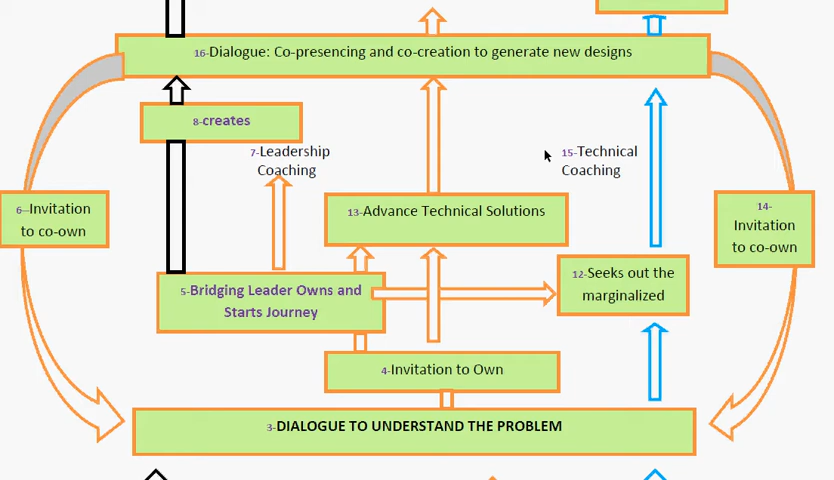 16-Dialogue: Co-presencing and co-creation to generate new designs
8-creates
7-Leadership
Coaching
15-Technical
Coaching
6--Invitation
to co-own
13-Advance Technical Solutions
14-
Invitation
to co-own
5-Bridging Leader Owns and
Starts Journey
12-Seeks out the
marginalized
4-Invitation to Own
3-DIALOGUE TO UNDERSTAND THE PROBLEM